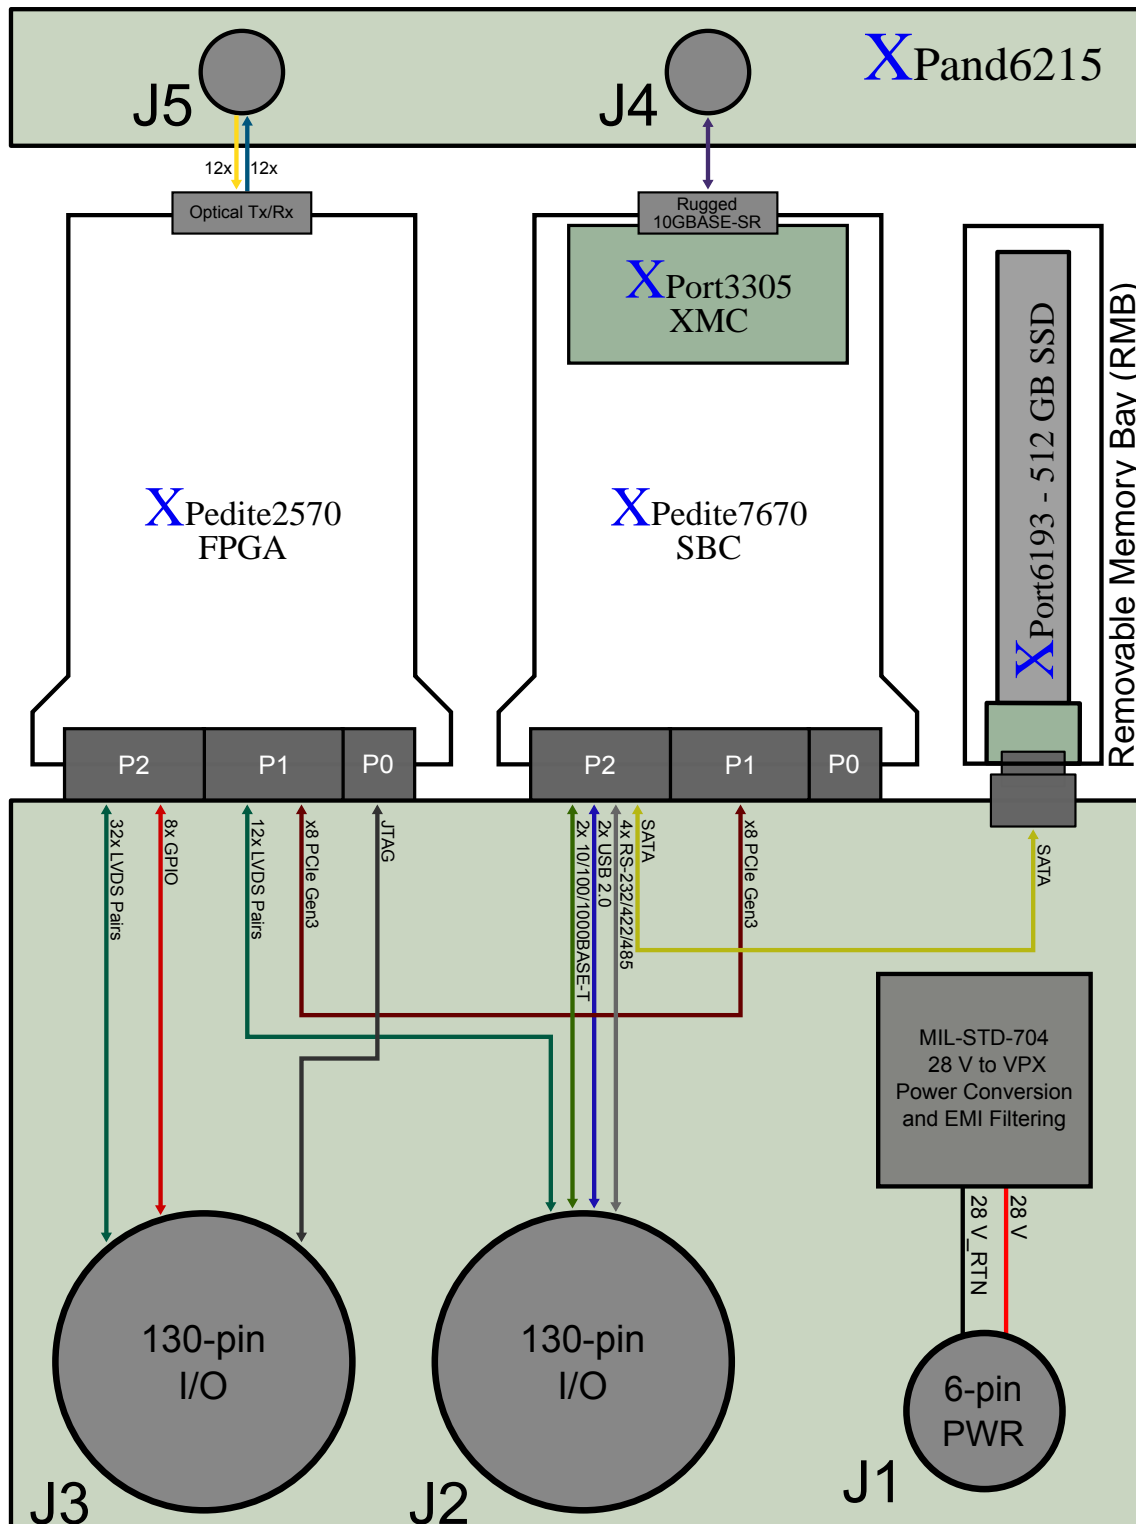 XPand6215
J5
J4
12x
12x
Optical Tx/Rx
Rugged
10GBASE-SR
XPort3305
XMC
XPedite2570
FPGA
XPedite7670
SBC
XPort6193 - 512 GB SSD
Removable Memory Bay (RMB)
P2
P1
P0
P2
P1
P0
32x LVDS Pairs
8x GPIO
12x LVDS Pairs
x8 PCIe Gen3
JTAG
2x 10/100/1000BASE-T
2x USB 2.0
4x RS-232/422/485
SATA
x8 PCIe Gen3
SATA
MIL-STD-704
28 V to VPX
Power Conversion
and EMI Filtering
28 V_RTN
28 V
130-pin
I/O
130-pin
I/O
6-pin
PWR
J3
J2
J1